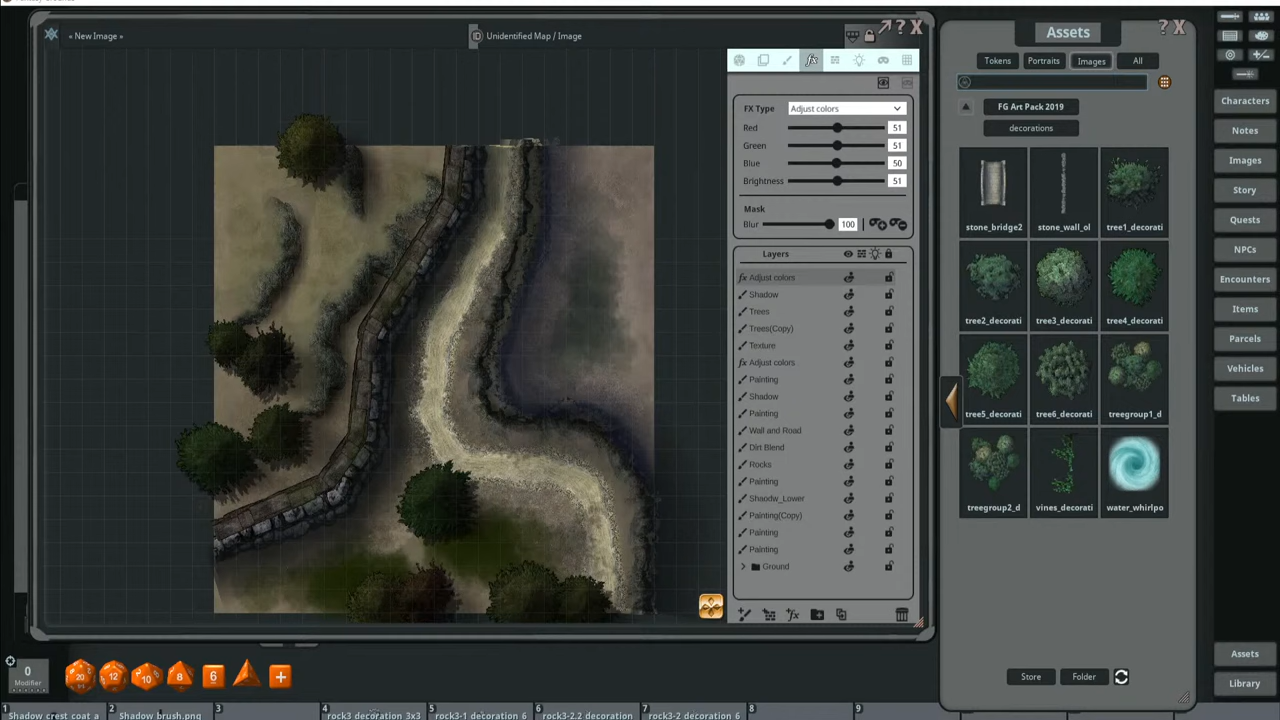 « New Image »
ID Unidentified Map / Image
? X
FX Type Adjust colors
Red 51
Green 51
Blue 50
Brightness 51
Mask
Blur 100
Layers
fx Adjust colors
Shadow
Trees
Trees(Copy)
Texture
fx Adjust colors
Painting
Shadow
Painting
Wall and Road
Dirt Blend
Rocks
Painting
Shaodw_Lower
Painting(Copy)
Painting
Painting
Ground
Assets
? X
Tokens Portraits Images All
FG Art Pack 2019
decorations
stone_bridge2 stone_wall_ol tree1_decorati
tree2_decorati tree3_decorati tree4_decorati
tree5_decorati tree6_decorati treegroup1_d
treegroup2_d vines_decorati water_whirlpo
Store Folder
Characters
Notes
Images
Story
Quests
NPCs
Encounters
Items
Parcels
Vehicles
Tables
Assets
Library
0
Modifier
20 12 10 8 6
1 2 3 4 5 6 7 8 9
Shadow crest coat a Shadow brush.png rock3 decoration 3x3 rock3-1 decoration 6 rock3-2.2 decoration rock3-2 decoration 6